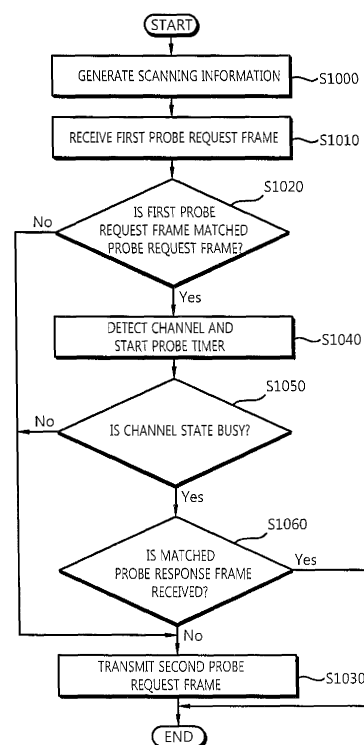 START
GENERATE SCANNING INFORMATION
S1000
RECEIVE FIRST PROBE REQUEST FRAME
S1010
S1020
IS FIRST PROBE
REQUEST FRAME MATCHED
PROBE REQUEST FRAME?
No
Yes
DETECT CHANNEL AND
START PROBE TIMER
S1040
S1050
IS CHANNEL STATE BUSY?
No
Yes
S1060
IS MATCHED
PROBE RESPONSE FRAME
RECEIVED?
Yes
No
TRANSMIT SECOND PROBE
REQUEST FRAME
S1030
END